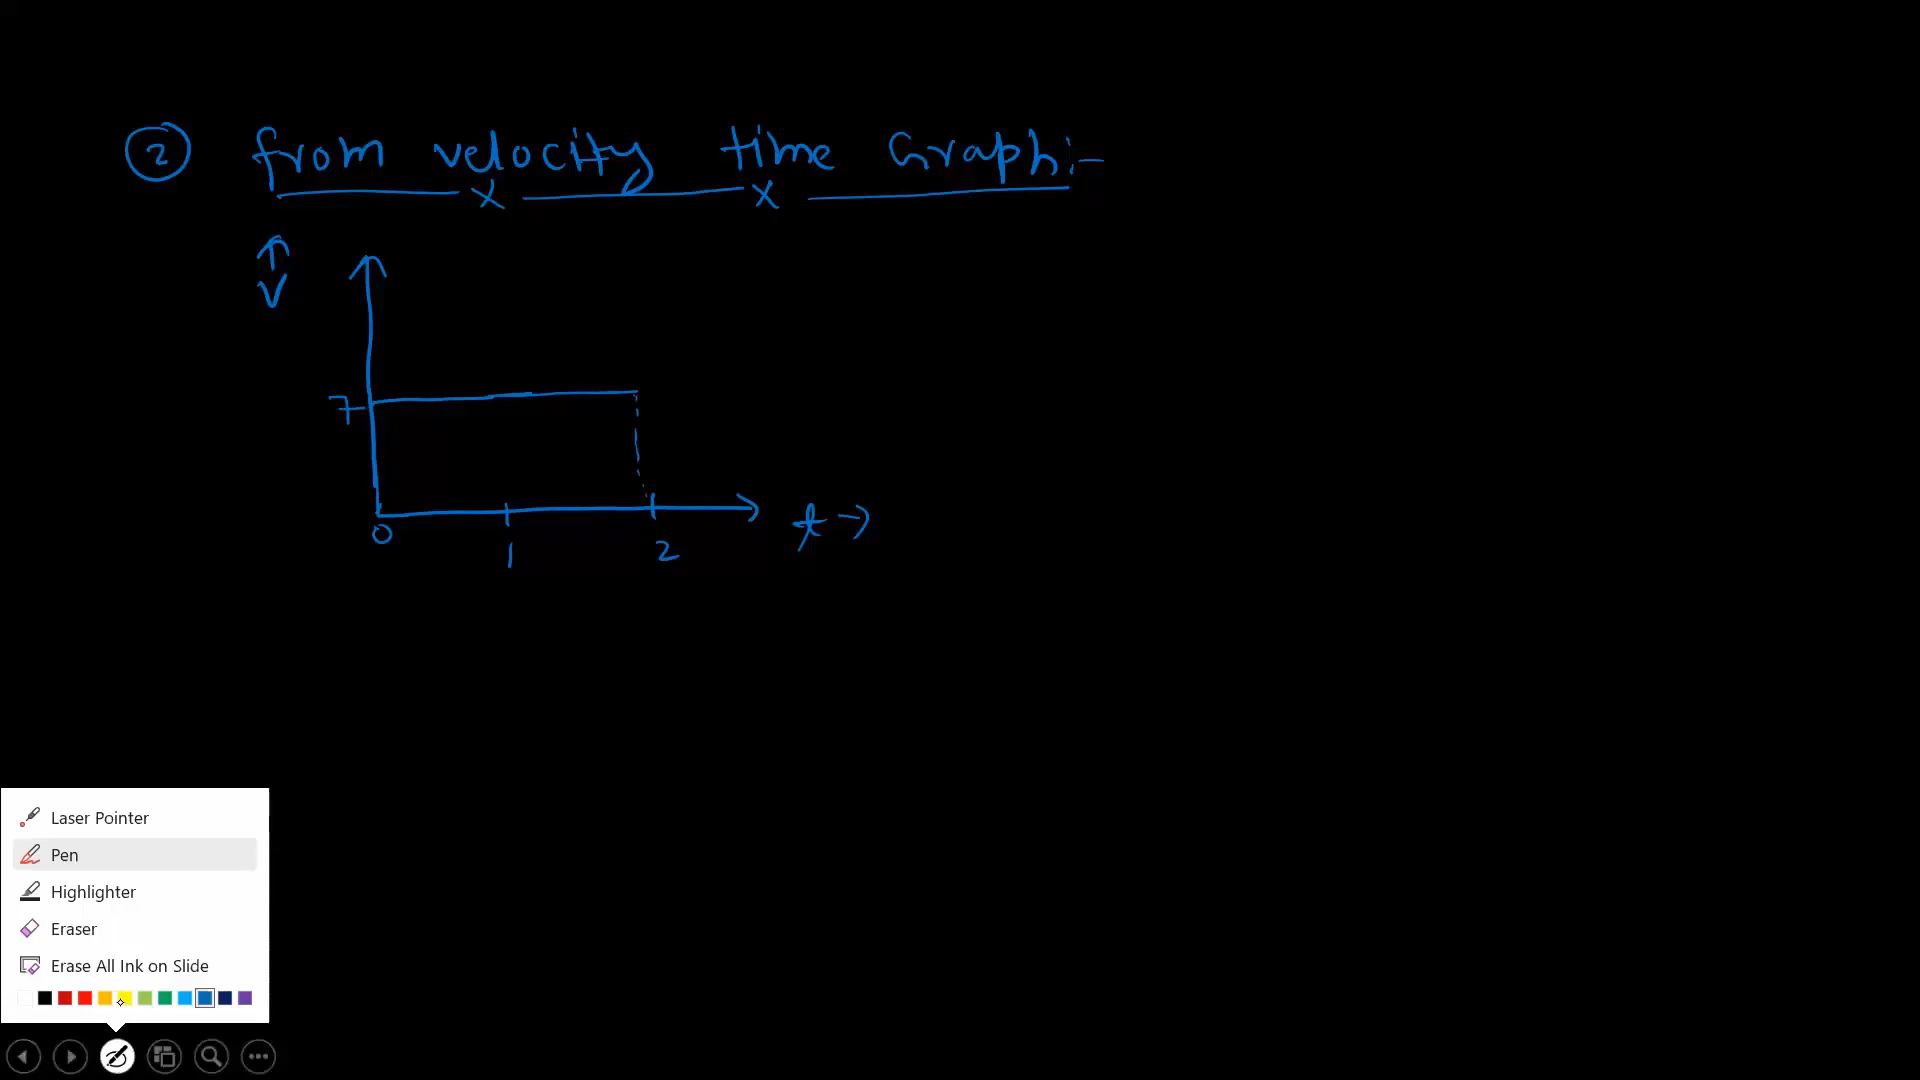 ② from velocity time Graph:-
x x
↑
v
7
0
1 2
t →
Laser Pointer
Pen
Highlighter
Eraser
Erase All Ink on Slide